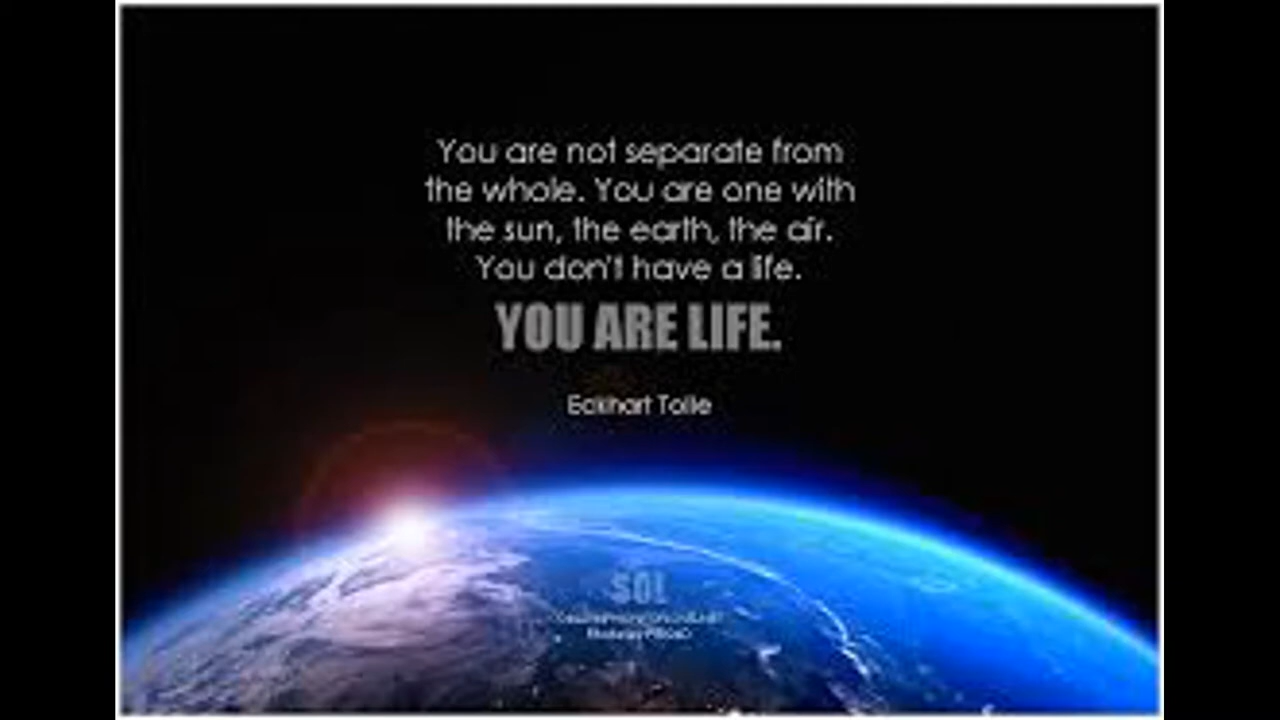 You are not separate from
the whole. You are one with
the sun, the earth, the air.
You don't have a life.
YOU ARE LIFE.
Eckhart Tolle
SOL